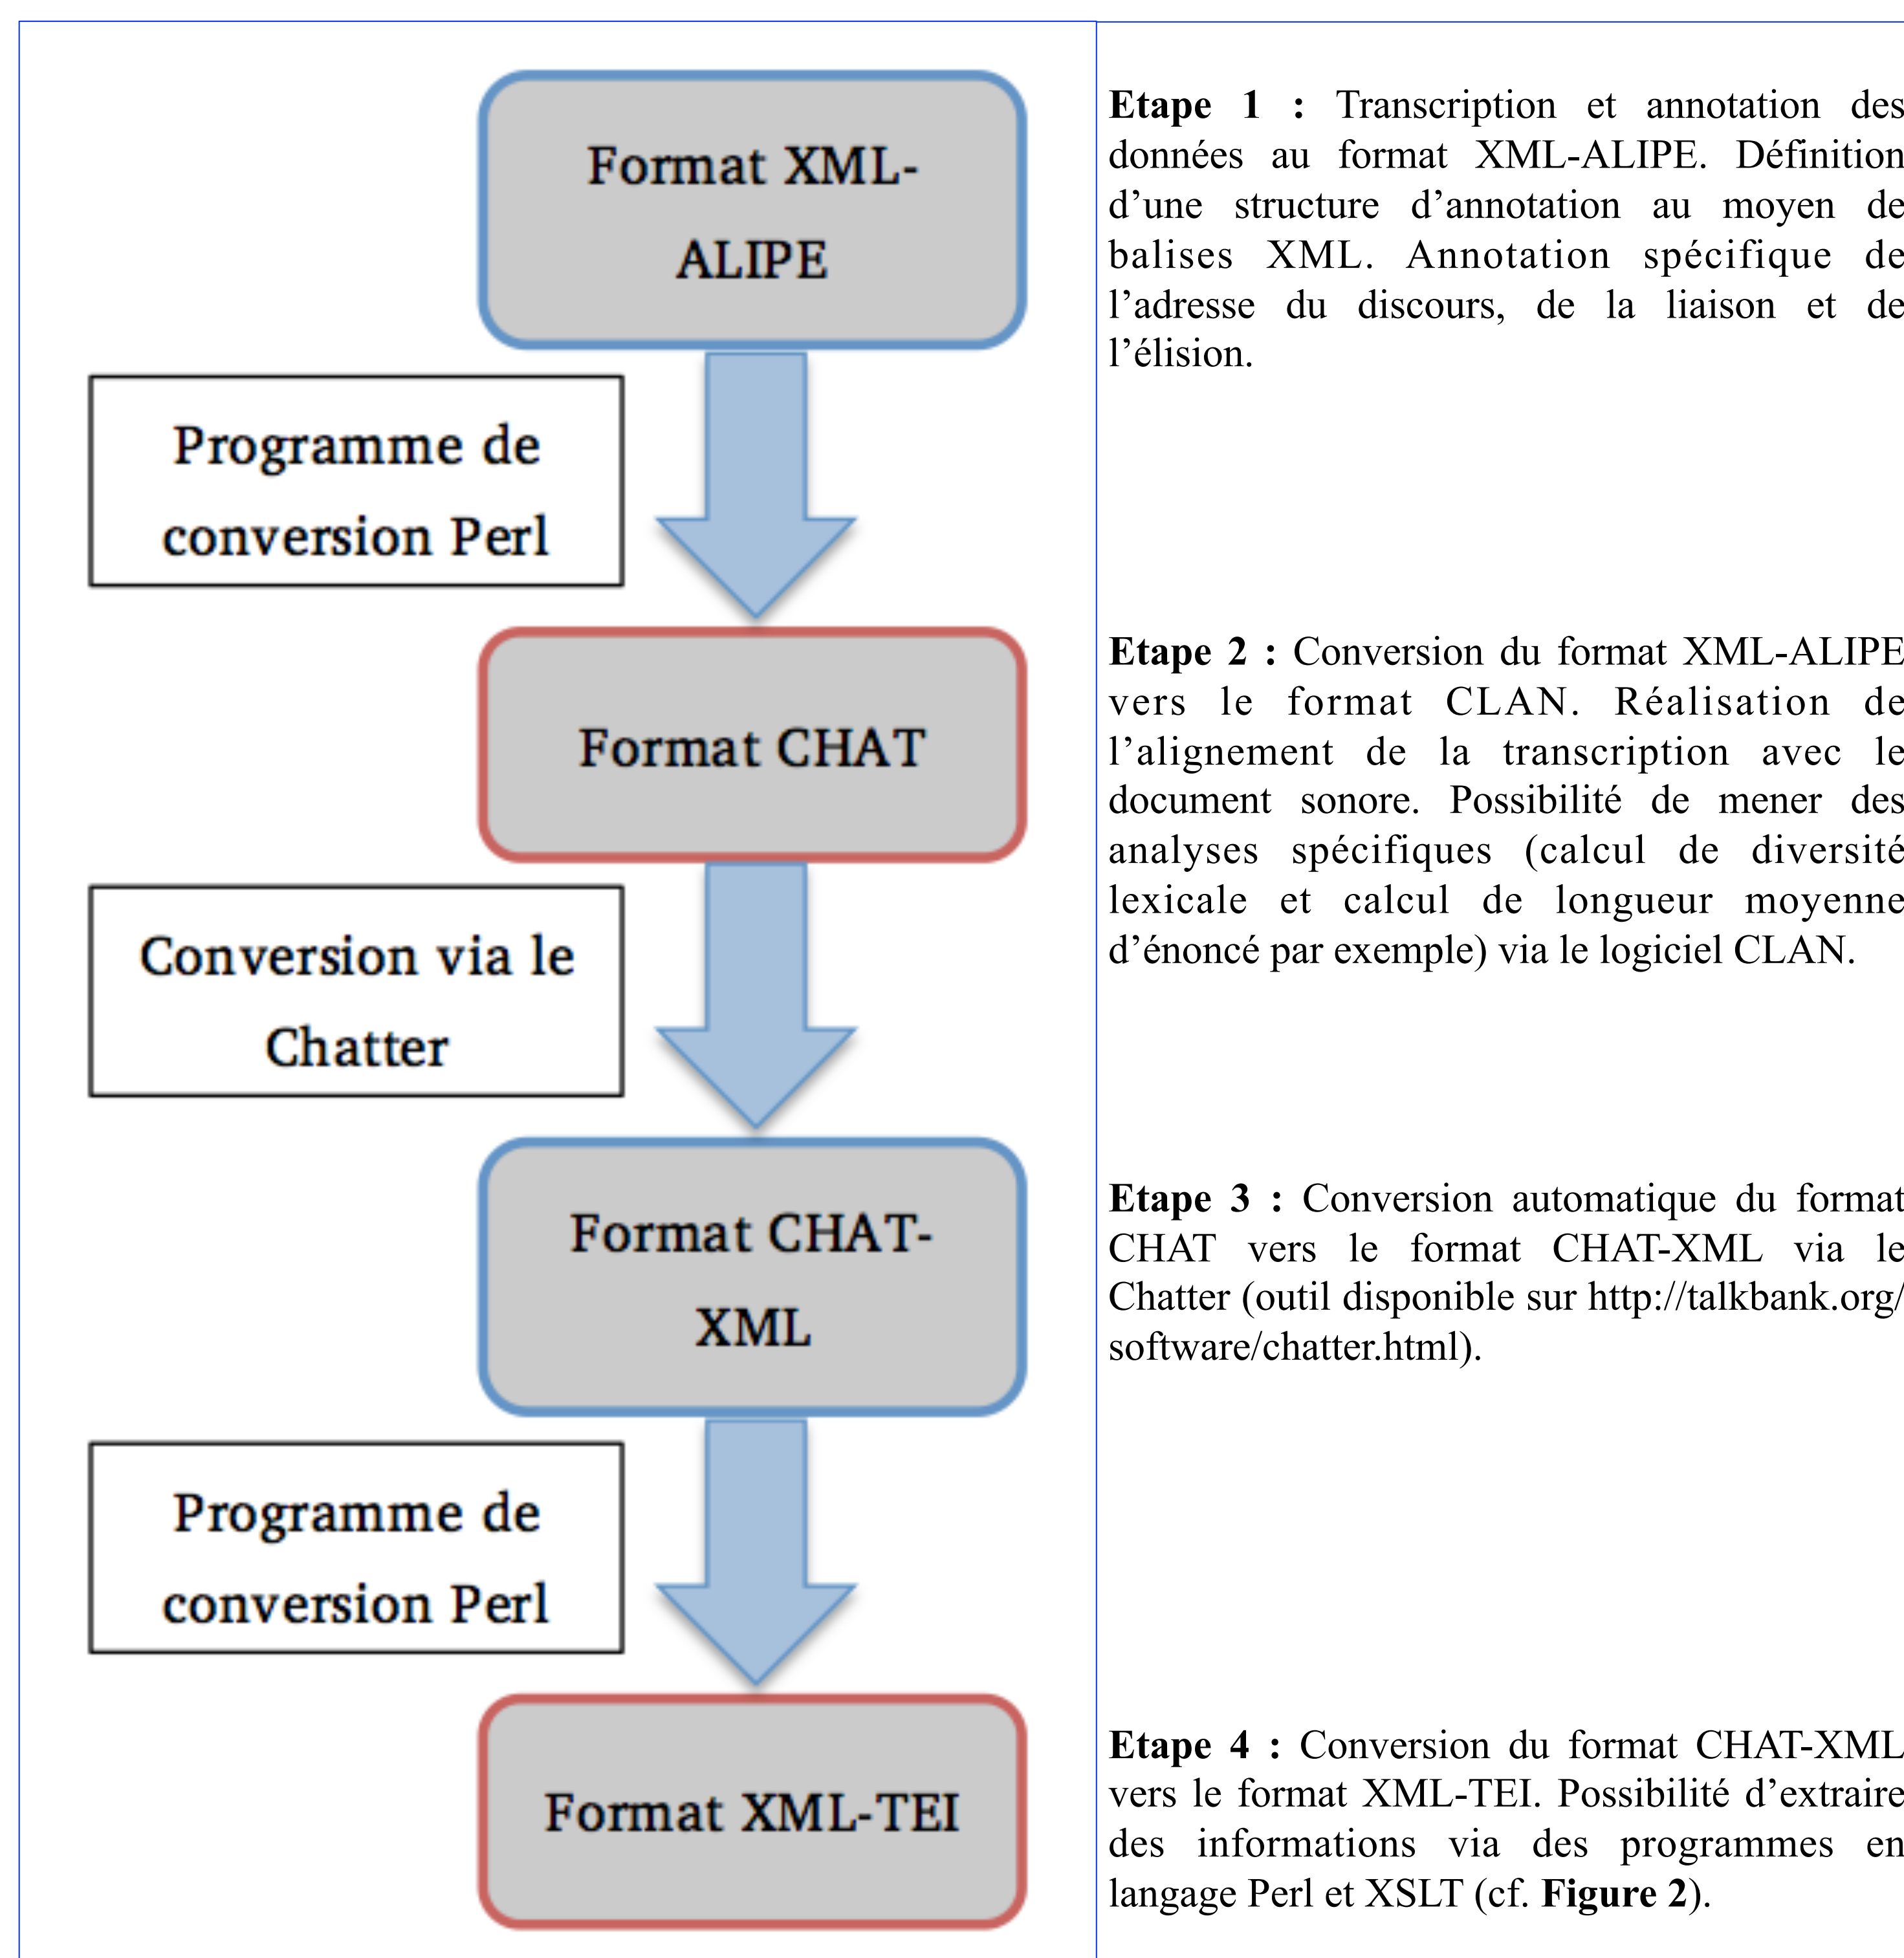 Format XML-
ALIPE
Programme de
conversion Perl
Format CHAT
Conversion via le
Chatter
Format CHAT-
XML
Programme de
conversion Perl
Format XML-TEI
Etape 1 : Transcription et annotation des
données au format XML-ALIPE. Définition
d’une structure d’annotation au moyen de
balises XML. Annotation spécifique de
l’adresse du discours, de la liaison et de
l’élision.
Etape 2 : Conversion du format XML-ALIPE
vers le format CLAN. Réalisation de
l’alignement de la transcription avec le
document sonore. Possibilité de mener des
analyses spécifiques (calcul de diversité
lexicale et calcul de longueur moyenne
d’énoncé par exemple) via le logiciel CLAN.
Etape 3 : Conversion automatique du format
CHAT vers le format CHAT-XML via le
Chatter (outil disponible sur http://talkbank.org/
software/chatter.html).
Etape 4 : Conversion du format CHAT-XML
vers le format XML-TEI. Possibilité d’extraire
des informations via des programmes en
langage Perl et XSLT (cf. Figure 2).